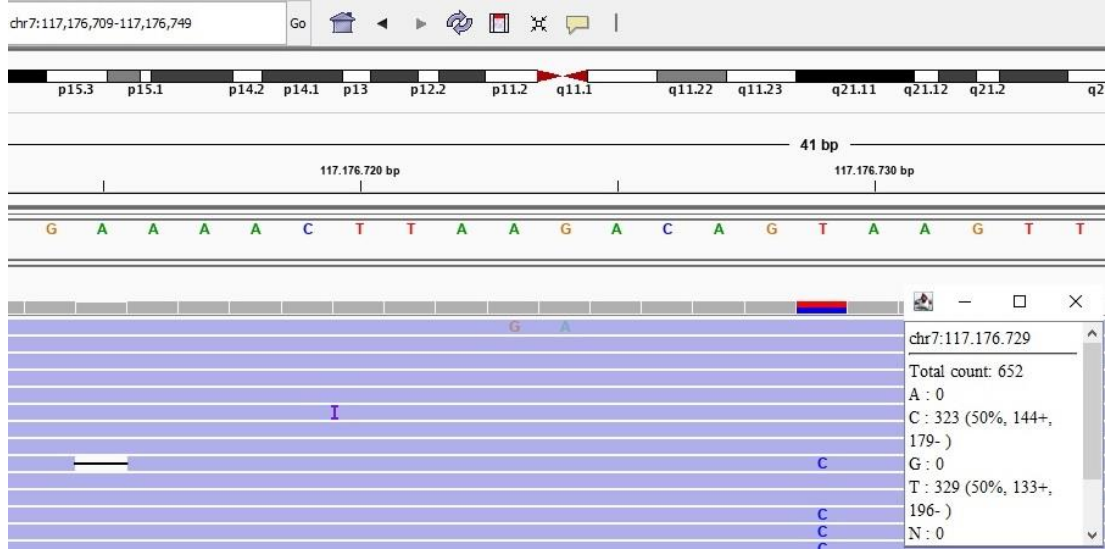 chr7:117,176,709-117,176,749 Go
p15.3 p15.1 p14.2 p14.1 p13 p12.2 p11.2 q11.1 q11.22 q11.23 q21.11 q21.12 q21.2 q2
41 bp
117.176.720 bp 117.176.730 bp
G A A A A C T T A A G A C A G T A A G T T
G A
I
C
C
C
C
chr7:117.176.729
Total count: 652
A : 0
C : 323 (50%, 144+,
179- )
G : 0
T : 329 (50%, 133+,
196- )
N : 0